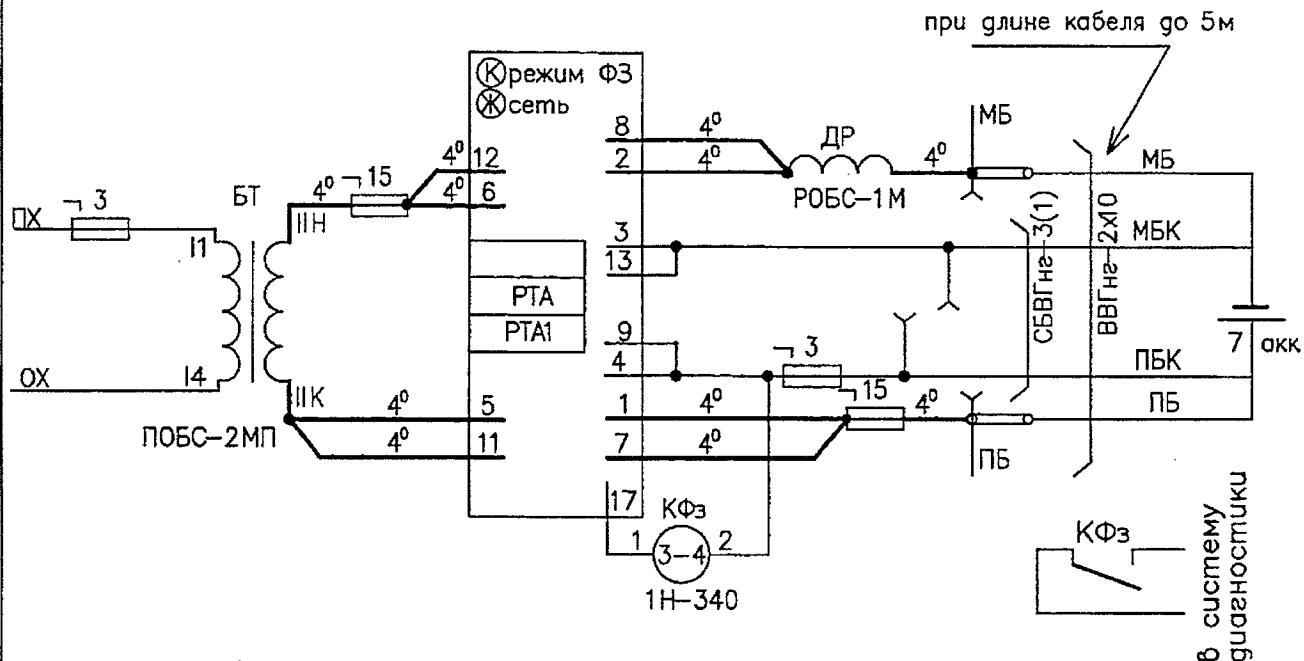 при длине кабеля до 5м
К режим ФЗ
Ж сеть
8
4⁰
МБ
2
4⁰
ДР
4⁰
МБ
РОБС-1М
12
4⁰
6
4⁰
15
4⁰
БТ
IIН
3
ПХ
I1
3
МБК
13
РТА
РТА1
СБВГнг-3(1)
ВВГнг-2х10
9
3
7 акк
4
ПБК
ОХ
I4
IIК
15
5
4⁰
1
4⁰
4⁰
ПБ
ПОБС-2МП
11
4⁰
7
4⁰
ПБ
17
КФз
1
3-4
2
1Н-340
КФз
в систему
диагностики